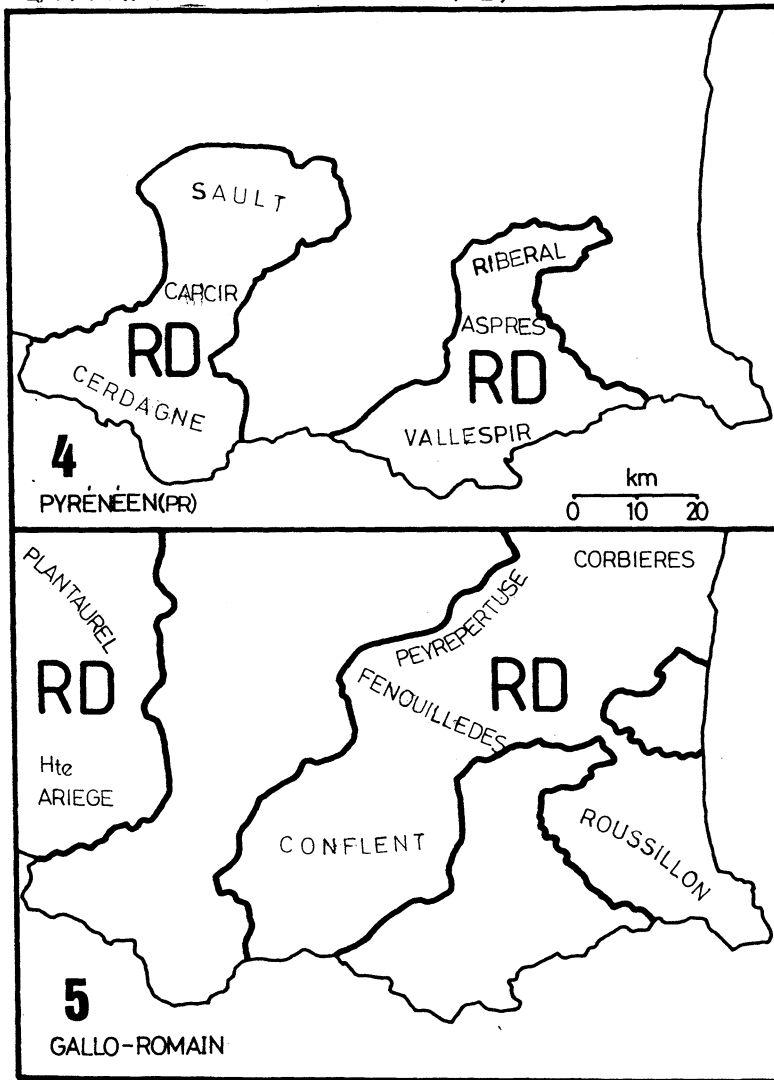 SAULT
CAPCIR
RD
CERDAGNE
RIBERAL
ASPRES
RD
VALLESPIR
4
PYRÉNÉEN(PR)
km
0 10 20
PLANTAUREL
RD
Hte
ARIEGE
CORBIERES
PEYREPERTUSE
RD
FENOUILLEDES
CONFLENT
ROUSSILLON
5
GALLO-ROMAIN